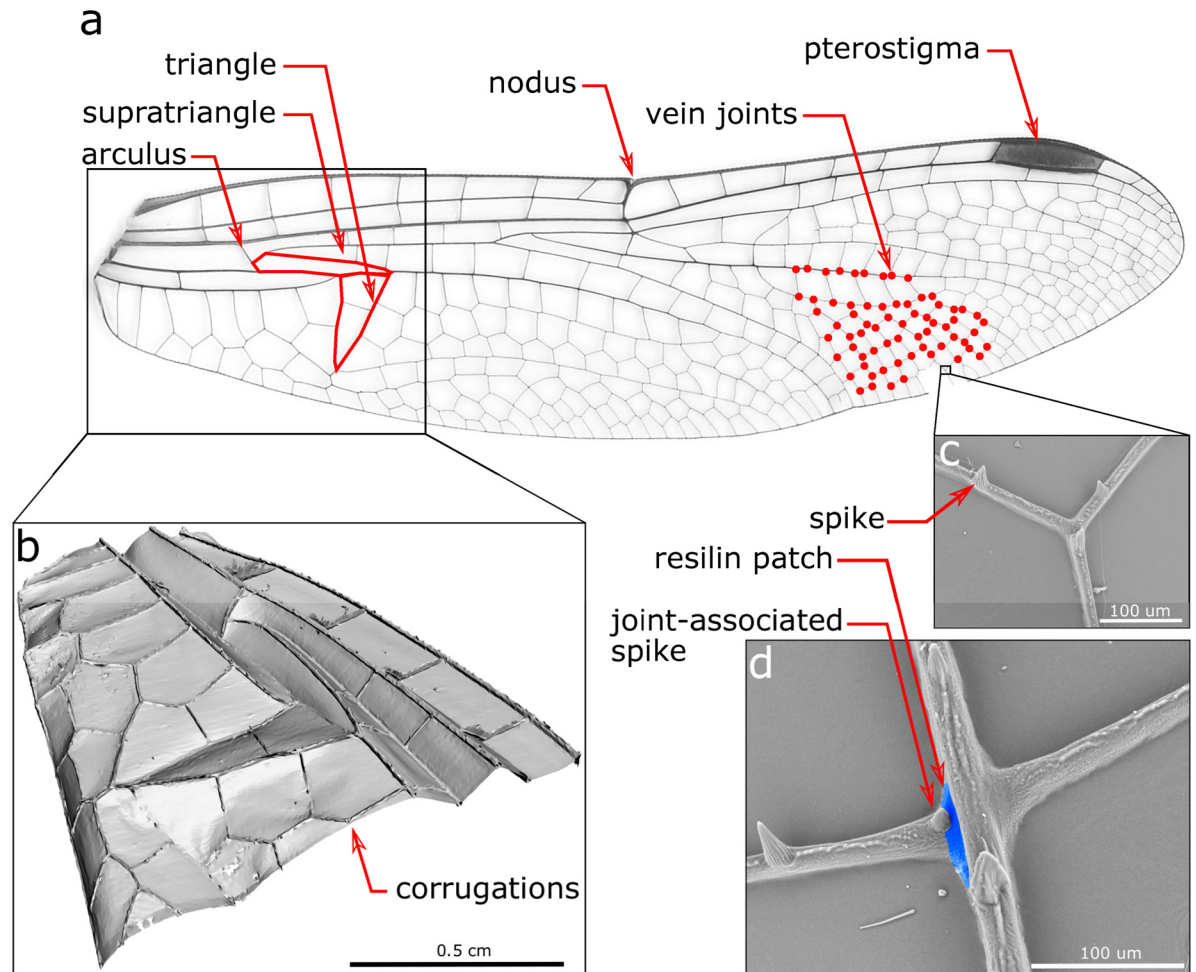 a
triangle
supratriangle
arculus
nodus
vein joints
pterostigma
b
corrugations
0.5 cm
c
spike
100 um
resilin patch
joint-associated
spike
d
100 um